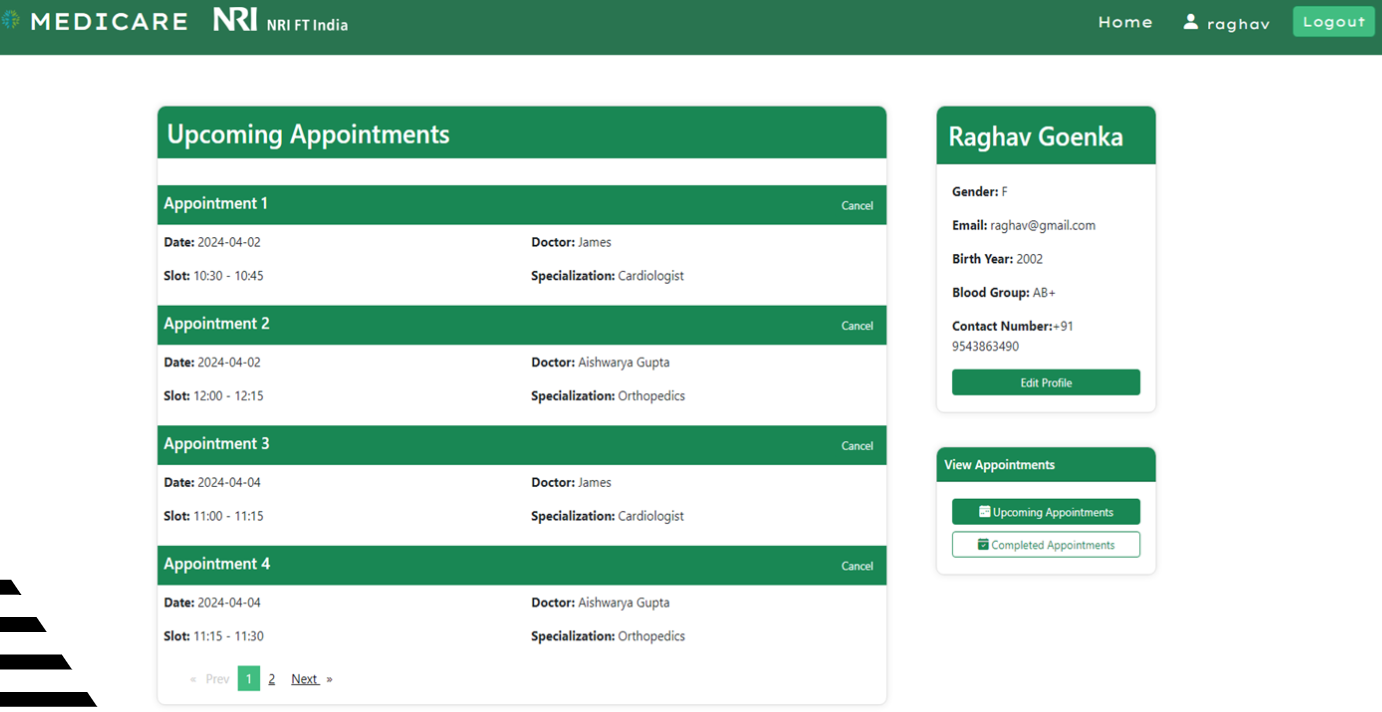 MEDICARE NRI NRI FT India Home raghav Logout
Upcoming Appointments
Appointment 1 Cancel
Date: 2024-04-02 Doctor: James
Slot: 10:30 - 10:45 Specialization: Cardiologist
Appointment 2 Cancel
Date: 2024-04-02 Doctor: Aishwarya Gupta
Slot: 12:00 - 12:15 Specialization: Orthopedics
Appointment 3 Cancel
Date: 2024-04-04 Doctor: James
Slot: 11:00 - 11:15 Specialization: Cardiologist
Appointment 4 Cancel
Date: 2024-04-04 Doctor: Aishwarya Gupta
Slot: 11:15 - 11:30 Specialization: Orthopedics
« Prev 1 2 Next »
Raghav Goenka
Gender: F
Email: raghav@gmail.com
Birth Year: 2002
Blood Group: AB+
Contact Number:+91
9543863490
Edit Profile
View Appointments
Upcoming Appointments
Completed Appointments